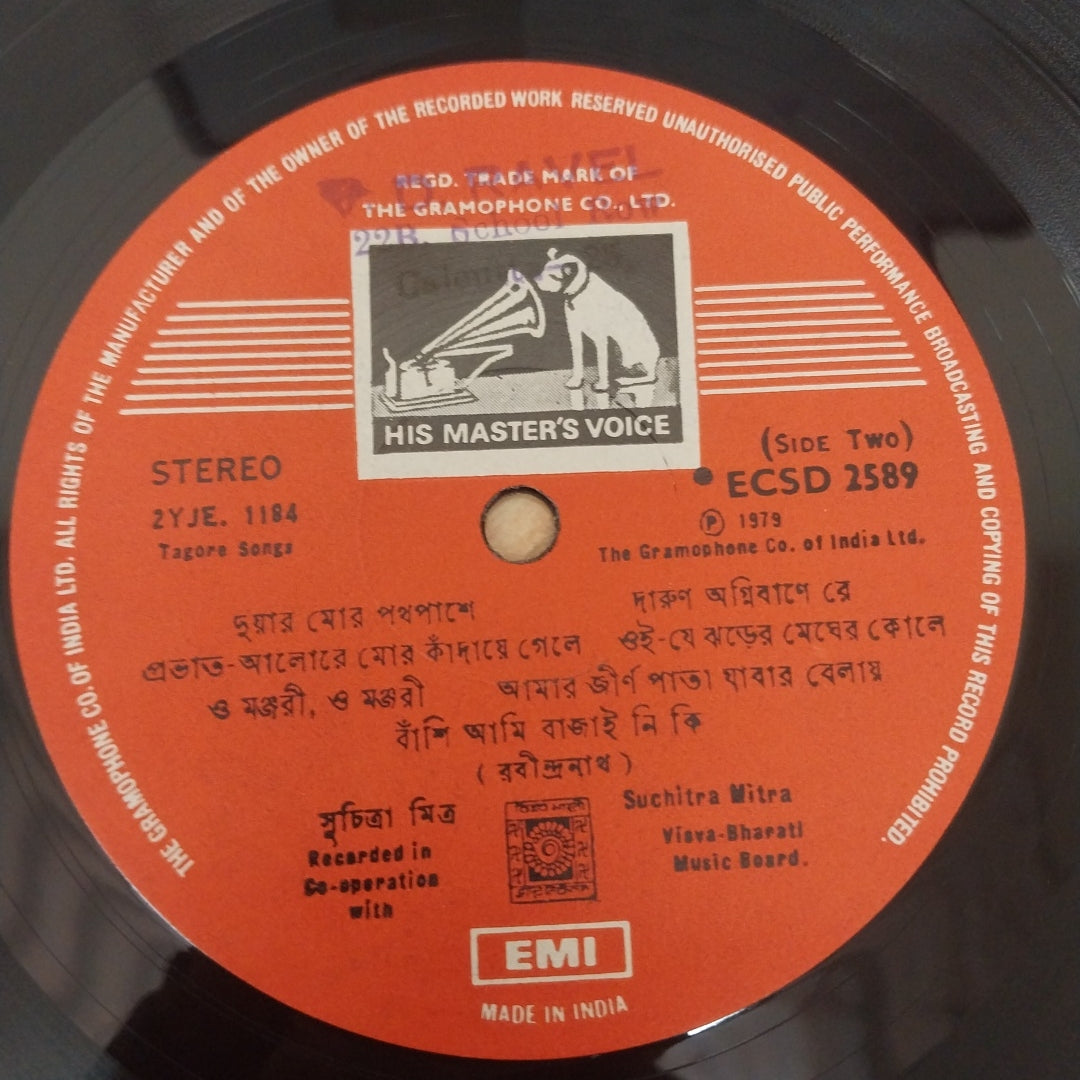 THE GRAMOPHONE CO. OF INDIA LTD. ALL RIGHTS OF THE MANUFACTURER AND OF THE OWNER OF THE RECORDED WORK RESERVED UNAUTHORISED PUBLIC PERFORMANCE BROADCASTING AND COPYING OF THIS RECORD PROHIBITED.
REGD. TRADE MARK OF
THE GRAMOPHONE CO., LTD.
22B, School Row
HIS MASTER'S VOICE
(SIDE TWO)
STEREO
ECSD 2589
2YJE. 1184
Ⓟ 1979
Tagore Songs
The Gramophone Co. of India Ltd.
দুয়ার মোর পথপাশে
দারুণ অগ্নিবাণে রে
প্রভাত-আলোরে মোর কাঁদায়ে গেলে
ওই-যে ঝড়ের মেঘের কোলে
ও মঞ্জরী, ও মঞ্জরী
আমার জীর্ণ পাতা যাবার বেলায়
বাঁশি আমি বাজাই নি কি
(রবীন্দ্রনাথ)
সুচিত্রা মিত্র
Suchitra Mitra
Recorded in
Co-operation
with
Visva-Bharati
Music Board.
EMI
MADE IN INDIA